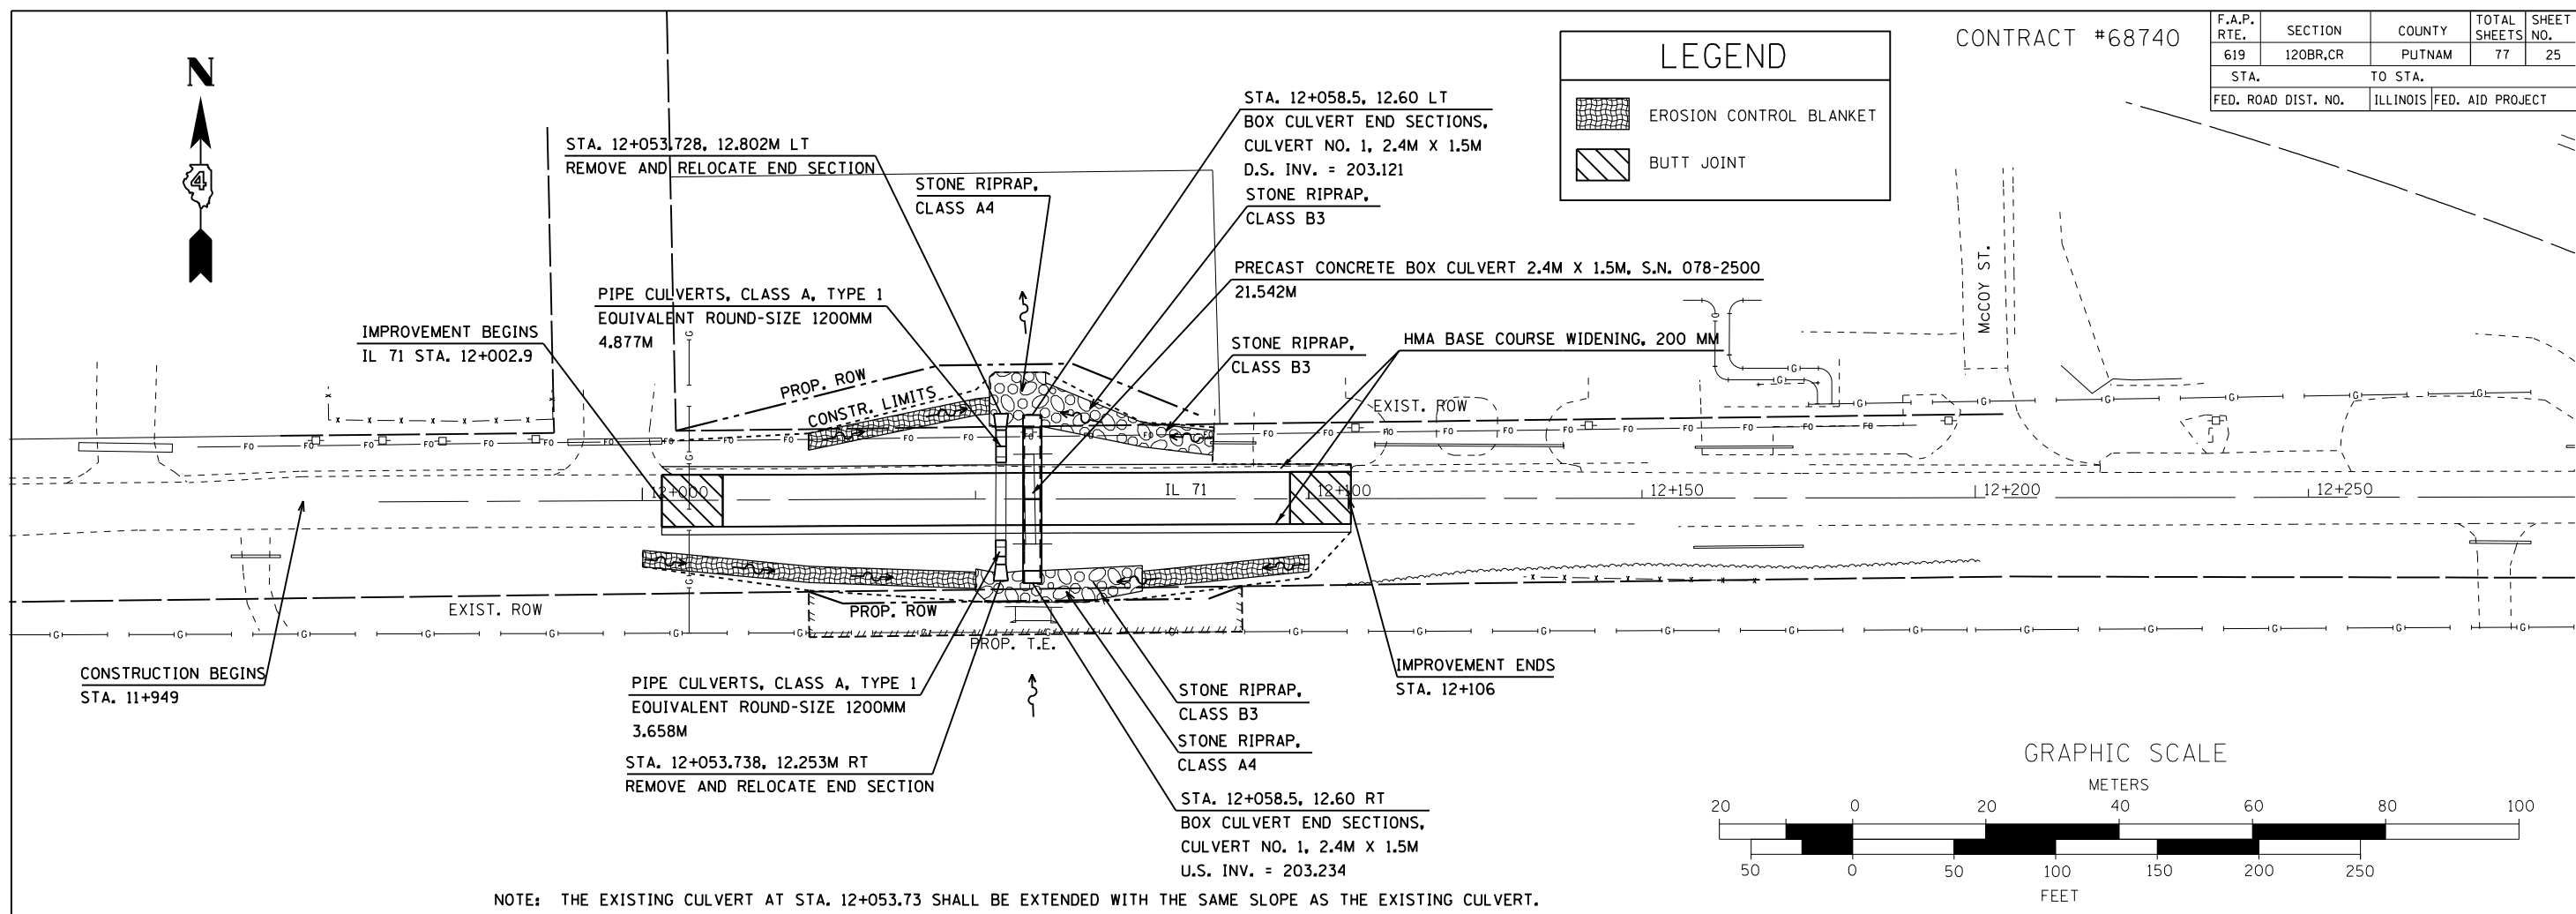 CONTRACT #68740
F.A.P. RTE.
SECTION
COUNTY
TOTAL SHEETS
SHEET NO.
619
120BR,CR
PUTNAM
77
25
STA.
TO STA.
FED. ROAD DIST. NO.
ILLINOIS
FED. AID PROJECT
N
4
LEGEND
EROSION CONTROL BLANKET
BUTT JOINT
STA. 12+053.728, 12.802M LT
REMOVE AND RELOCATE END SECTION
STONE RIPRAP,
CLASS A4
STA. 12+058.5, 12.60 LT
BOX CULVERT END SECTIONS,
CULVERT NO. 1, 2.4M X 1.5M
D.S. INV. = 203.121
STONE RIPRAP,
CLASS B3
PRECAST CONCRETE BOX CULVERT 2.4M X 1.5M, S.N. 078-2500
21.542M
PIPE CULVERTS, CLASS A, TYPE 1
EQUIVALENT ROUND-SIZE 1200MM
4.877M
IMPROVEMENT BEGINS
IL 71 STA. 12+002.9
STONE RIPRAP,
CLASS B3
HMA BASE COURSE WIDENING, 200 MM
McCOY ST.
PROP. ROW
CONSTR. LIMITS
EXIST. ROW
12+000
IL 71
12+100
12+150
12+200
12+250
EXIST. ROW
PROP. ROW
PROP. T.E.
CONSTRUCTION BEGINS
STA. 11+949
PIPE CULVERTS, CLASS A, TYPE 1
EQUIVALENT ROUND-SIZE 1200MM
3.658M
STA. 12+053.738, 12.253M RT
REMOVE AND RELOCATE END SECTION
STONE RIPRAP,
CLASS B3
STONE RIPRAP,
CLASS A4
STA. 12+058.5, 12.60 RT
BOX CULVERT END SECTIONS,
CULVERT NO. 1, 2.4M X 1.5M
U.S. INV. = 203.234
IMPROVEMENT ENDS
STA. 12+106
GRAPHIC SCALE
METERS
20 0 20 40 60 80 100
50 0 50 100 150 200 250
FEET
NOTE: THE EXISTING CULVERT AT STA. 12+053.73 SHALL BE EXTENDED WITH THE SAME SLOPE AS THE EXISTING CULVERT.